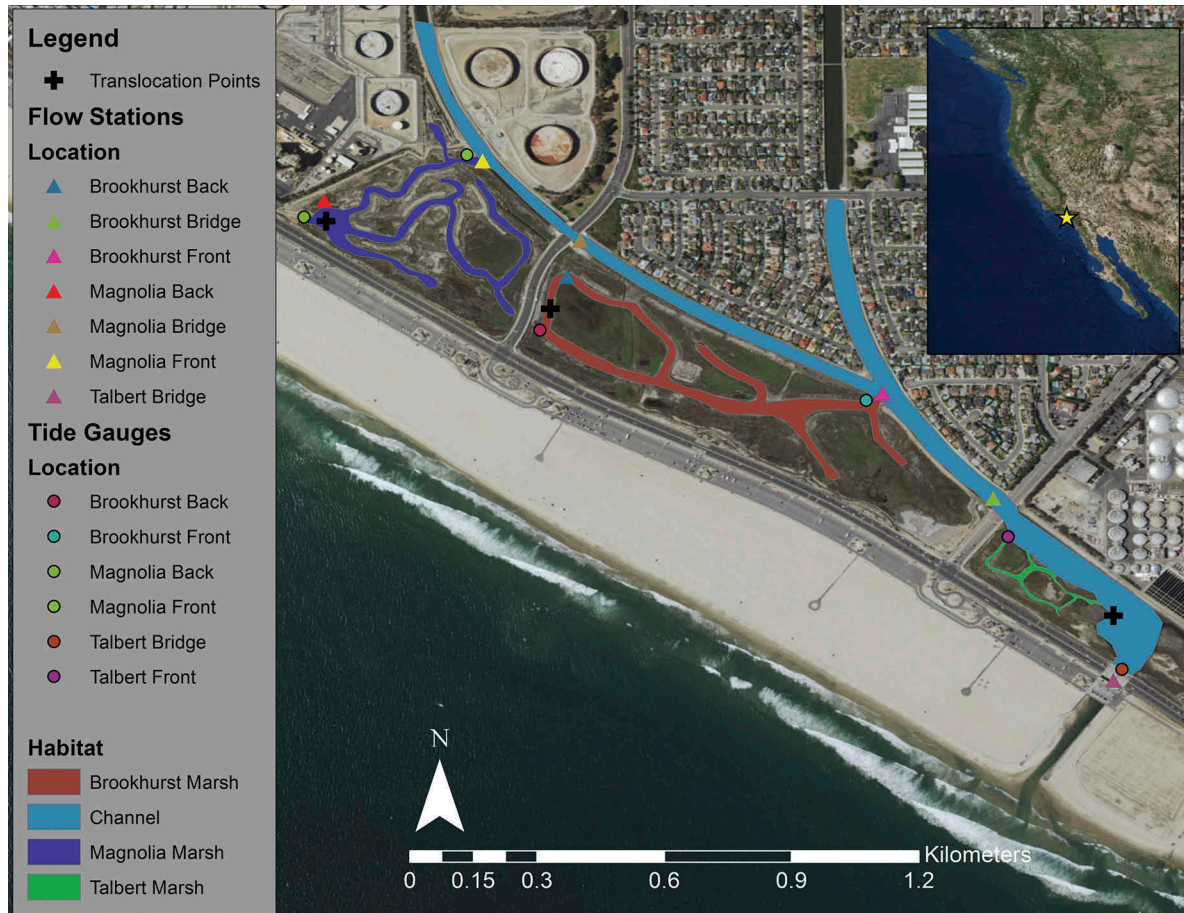 Legend
Translocation Points
Flow Stations
Location
Brookhurst Back
Brookhurst Bridge
Brookhurst Front
Magnolia Back
Magnolia Bridge
Magnolia Front
Talbert Bridge
Tide Gauges
Location
Brookhurst Back
Brookhurst Front
Magnolia Back
Magnolia Front
Talbert Bridge
Talbert Front
Habitat
Brookhurst Marsh
Channel
Magnolia Marsh
Talbert Marsh
N
Kilometers
0 0.15 0.3 0.6 0.9 1.2